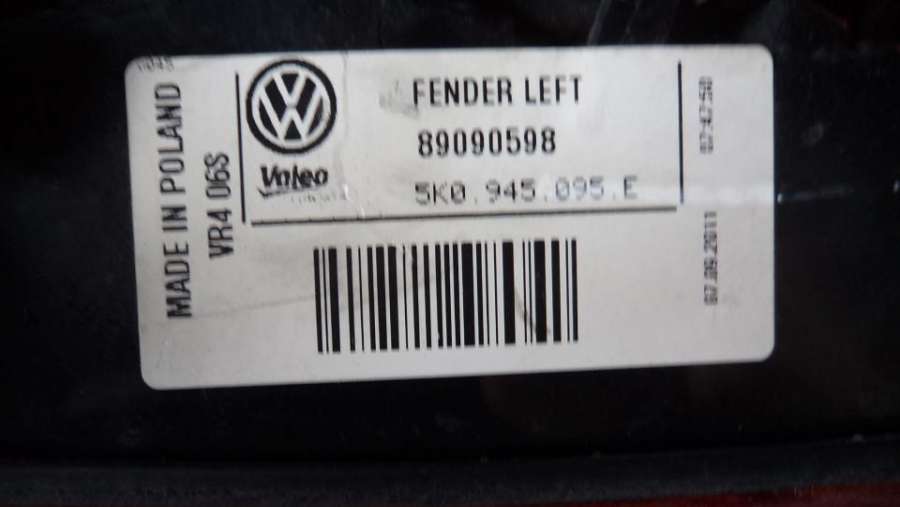 MADE IN POLAND
VR4 06S
Valeo
FENDER LEFT
89090598
5K0.945.095.E
07.09.2011
07:47:50